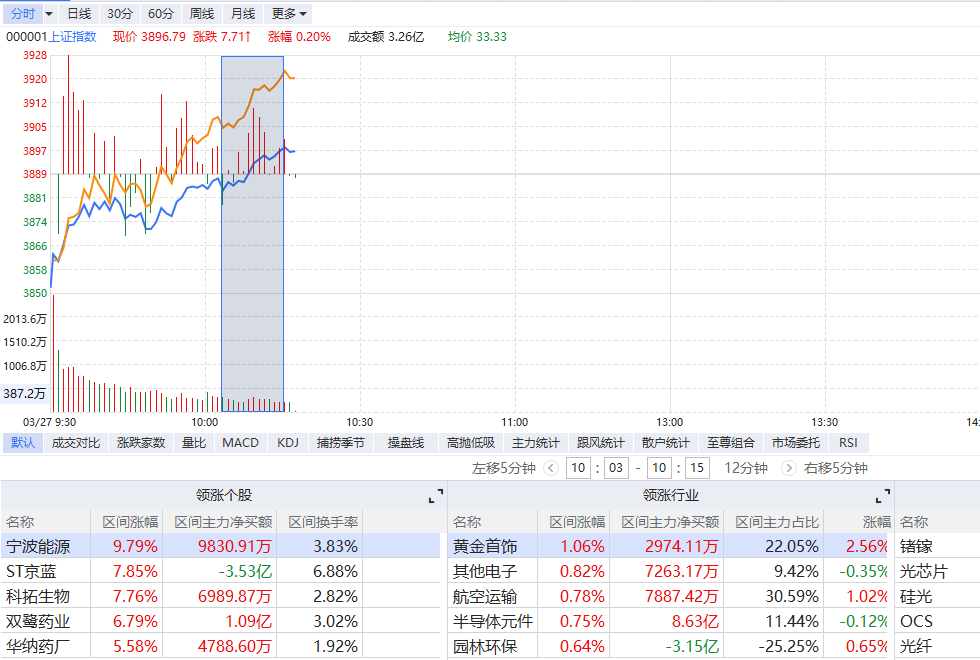 分时 日线 30分 60分 周线 月线 更多
000001上证指数 现价 3896.79 涨跌 7.71↑ 涨幅 0.20% 成交额 3.26亿 均价 33.33
3928
3920
3912
3905
3897
3889
3881
3874
3866
3858
3850
2013.6万
1510.2万
1006.8万
387.2万
03/27 9:30 10:00 10:30 11:00 13:00 13:30 14:
默认 成交对比 涨跌家数 量比 MACD KDJ 捕捞季节 操盘线 高抛低吸 主力统计 跟风统计 散户统计 至尊组合 市场委托 RSI
左移5分钟 10 : 03 - 10 : 15 12分钟 右移5分钟
领涨个股 领涨行业
名称 区间涨幅 区间主力净买额 区间换手率 名称 区间涨幅 区间主力净买额 区间主力占比 涨幅 名称
宁波能源 9.79% 9830.91万 3.83% 黄金首饰 1.06% 2974.11万 22.05% 2.56% 锗镓
ST京蓝 7.85% -3.53亿 6.88% 其他电子 0.82% 7263.17万 9.42% -0.35% 光芯片
科拓生物 7.76% 6989.87万 2.82% 航空运输 0.78% 7887.42万 30.59% 1.02% 硅光
双鹭药业 6.79% 1.09亿 3.02% 半导体元件 0.75% 8.63亿 11.44% -0.12% OCS
华纳药厂 5.58% 4788.60万 1.92% 园林环保 0.64% -3.15亿 -25.25% 0.65% 光纤